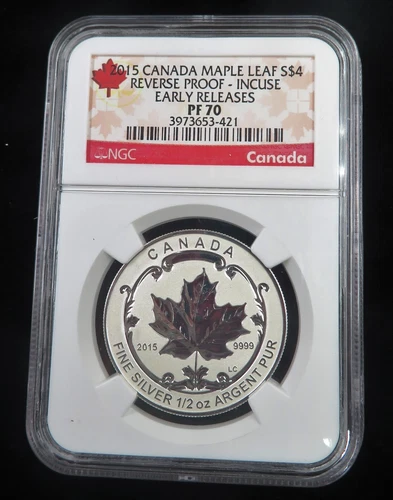 2015 CANADA MAPLE LEAF S$4
REVERSE PROOF - INCUSE
EARLY RELEASES
PF 70
3973653-421
NGC
Canada
CANADA
2015
9999
LC
FINE SILVER 1/2 oz ARGENT PUR